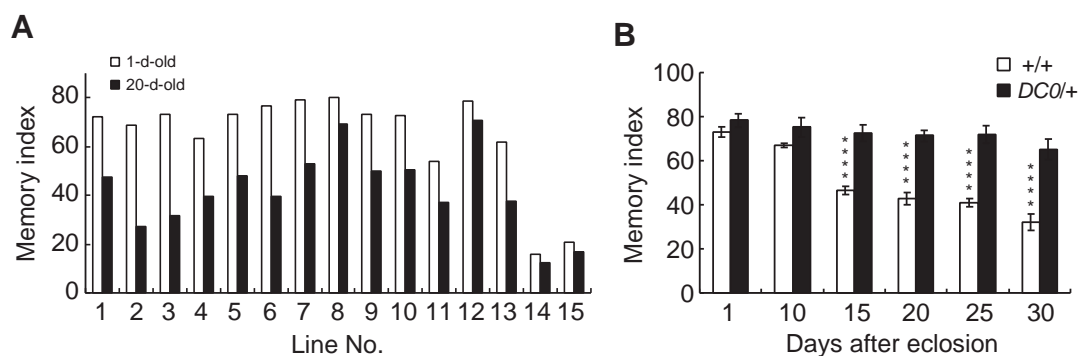 A
1-d-old
20-d-old
Memory index
80
60
40
20
0
1 2 3 4 5 6 7 8 9 10 11 12 13 14 15
Line No.
B
+/+
DC0/+
Memory index
100
80
60
40
20
0
****
****
****
****
1 10 15 20 25 30
Days after eclosion